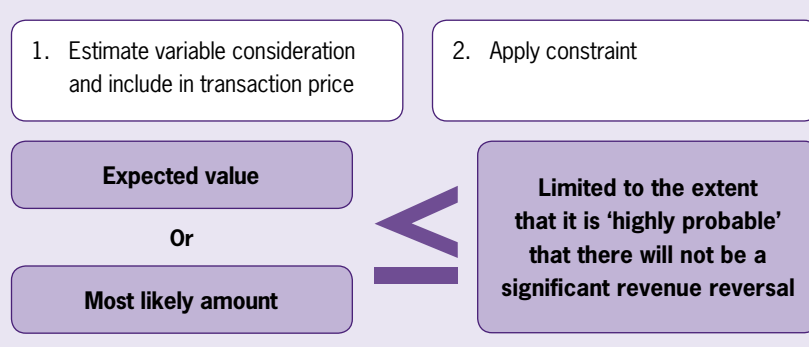 1. Estimate variable consideration
and include in transaction price
2. Apply constraint
Expected value
Or
Most likely amount
≤
Limited to the extent
that it is ‘highly probable’
that there will not be a
significant revenue reversal